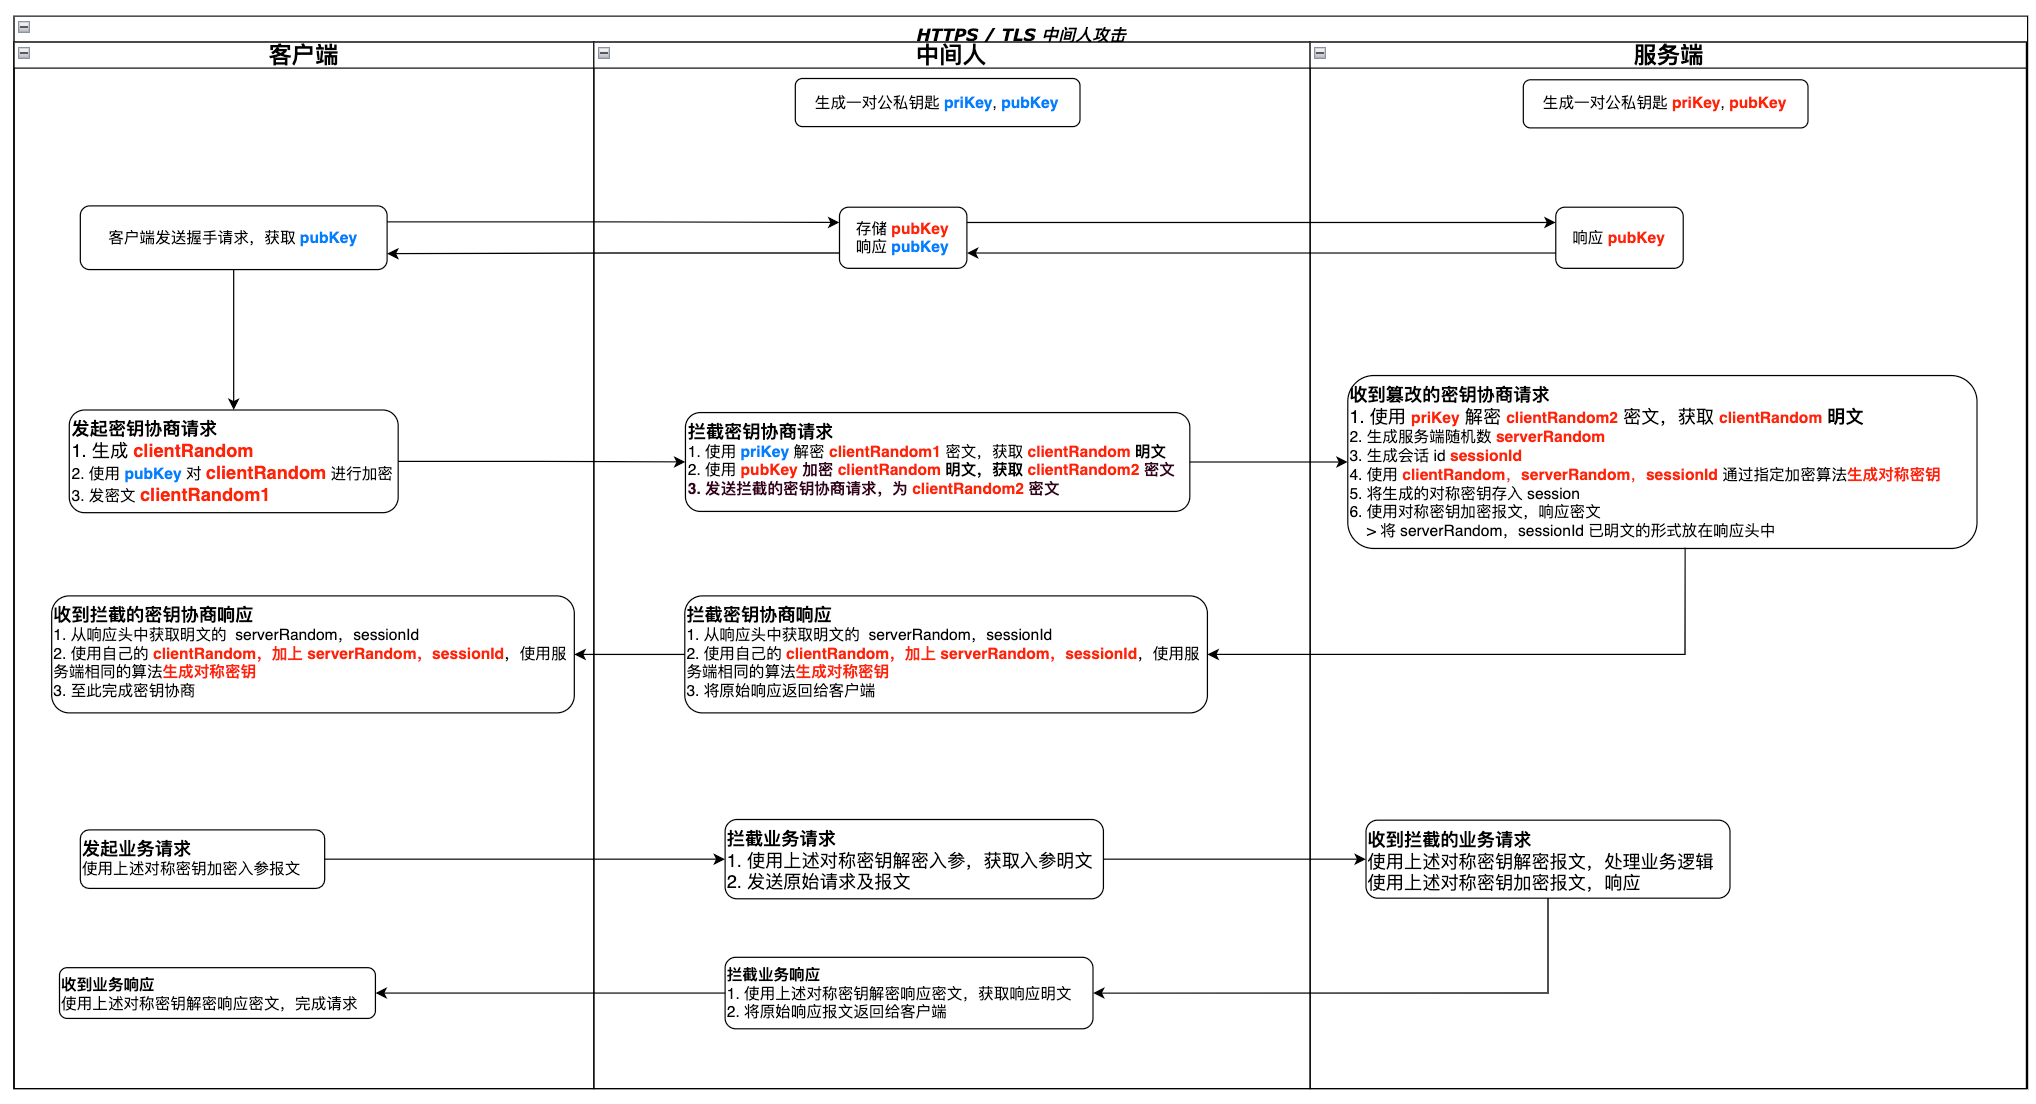 HTTPS / TLS 中间人攻击
客户端
中间人
服务端
生成一对公私钥匙 priKey, pubKey
生成一对公私钥匙 priKey, pubKey
客户端发送握手请求，获取 pubKey
存储 pubKey
响应 pubKey
响应 pubKey
发起密钥协商请求
1. 生成 clientRandom
2. 使用 pubKey 对 clientRandom 进行加密
3. 发密文 clientRandom1
拦截密钥协商请求
1. 使用 priKey 解密 clientRandom1 密文，获取 clientRandom 明文
2. 使用 pubKey 加密 clientRandom 明文，获取 clientRandom2 密文
3. 发送拦截的密钥协商请求，为 clientRandom2 密文
收到篡改的密钥协商请求
1. 使用 priKey 解密 clientRandom2 密文，获取 clientRandom 明文
2. 生成服务端随机数 serverRandom
3. 生成会话 id sessionId
4. 使用 clientRandom，serverRandom，sessionId 通过指定加密算法生成对称密钥
5. 将生成的对称密钥存入 session
6. 使用对称密钥加密报文，响应密文
> 将 serverRandom，sessionId 已明文的形式放在响应头中
收到拦截的密钥协商响应
1. 从响应头中获取明文的 serverRandom，sessionId
2. 使用自己的 clientRandom，加上 serverRandom，sessionId，使用服
务端相同的算法生成对称密钥
3. 至此完成密钥协商
拦截密钥协商响应
1. 从响应头中获取明文的 serverRandom，sessionId
2. 使用自己的 clientRandom，加上 serverRandom，sessionId，使用服
务端相同的算法生成对称密钥
3. 将原始响应返回给客户端
发起业务请求
使用上述对称密钥加密入参报文
拦截业务请求
1. 使用上述对称密钥解密入参，获取入参明文
2. 发送原始请求及报文
收到拦截的业务请求
使用上述对称密钥解密报文，处理业务逻辑
使用上述对称密钥加密报文，响应
收到业务响应
使用上述对称密钥解密响应密文，完成请求
拦截业务响应
1. 使用上述对称密钥解密响应密文，获取响应明文
2. 将原始响应报文返回给客户端